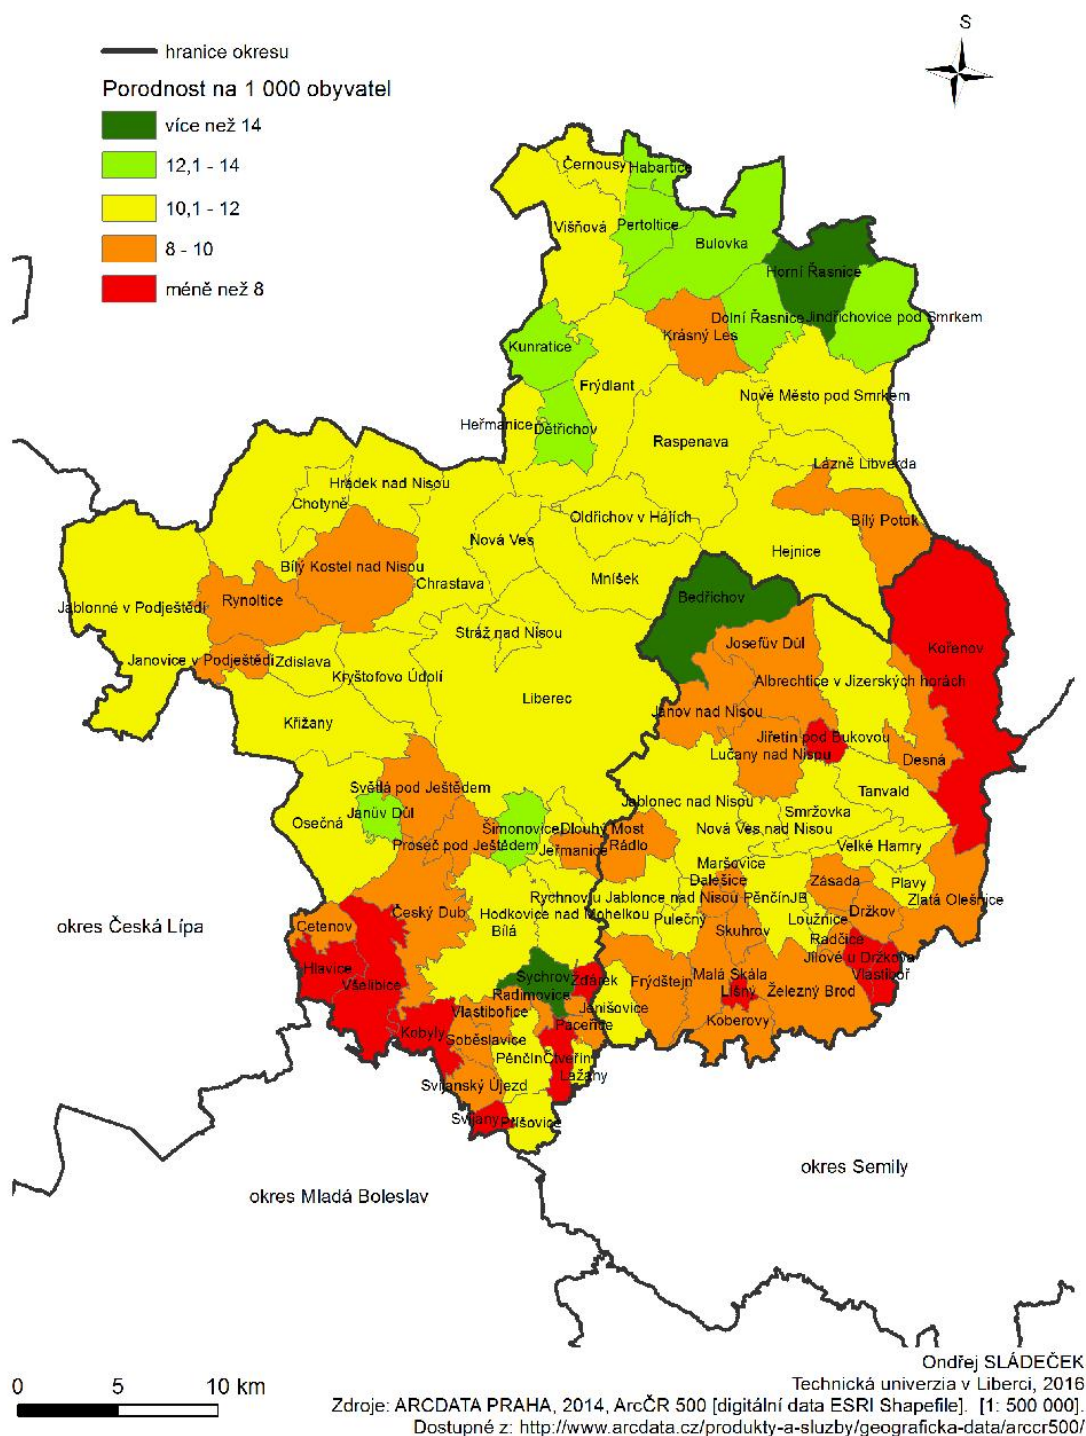 S
hranice okresu
Porodnost na 1 000 obyvatel
více než 14
12,1 - 14
10,1 - 12
8 - 10
méně než 8
Černousy
Habartice
Višňová
Pertoltice
Bulovka
Horní Řasnice
Dolní Řasnice
Jindřichovice pod Smrkem
Krásný Les
Kunratice
Frýdlant
Nové Město pod Smrkem
Heřmanice
Dětřichov
Raspenava
Lázně Libverda
Hrádek nad Nisou
Chotyně
Oldřichov v Hájích
Bílý Potok
Nová Ves
Hejnice
Bílý Kostel nad Nisou
Chrastava
Mníšek
Jablonné v Podještědí
Rynoltice
Bedřichov
Stráž nad Nisou
Josefův Důl
Kořenov
Janovice v Podještědí
Zdislava
Kryštofovo Údolí
Albrechtice v Jizerských horách
Liberec
Janov nad Nisou
Křižany
Jiřetín pod Bukovou
Lučany nad Nisou
Desná
Světlá pod Ještědem
Tanvald
Jablonec nad Nisou
Janův Důl
Smržovka
Osečná
Šimonovice
Dlouhý Most
Nová Ves nad Nisou
Proseč pod Ještědem
Jeřmanice
Rádlo
Velké Hamry
Maršovice
Dalešice
Zásada
Plavy
Rychnov u Jablonce nad Nisou
Pěnčín JB
Zlatá Olešnice
Český Dub
Hodkovice nad Mohelkou
Pulečný
Loužnice
Držkov
Cetenov
Bílá
Skuhrov
Radčice
okres Česká Lípa
Jílové u Držkova
Hlavice
Sychrov
Žďárek
Frýdštejn
Malá Skála
Vlastiboř
Všelibice
Radimovice
Líšný
Železný Brod
Vlastibořice
Jenišovice
Kobyly
Paceřice
Koberovy
Soběslavice
Pěnčín
Čtveřín
Lažany
Svijanský Újezd
Svijany
Příšovice
okres Semily
okres Mladá Boleslav
Ondřej SLÁDEČEK
0 5 10 km
Technická univerzia v Liberci, 2016
Zdroje: ARCDATA PRAHA, 2014, ArcČR 500 [digitální data ESRI Shapefile]. [1: 500 000].
Dostupné z: http://www.arcdata.cz/produkty-a-sluzby/geograficka-data/arccr500/